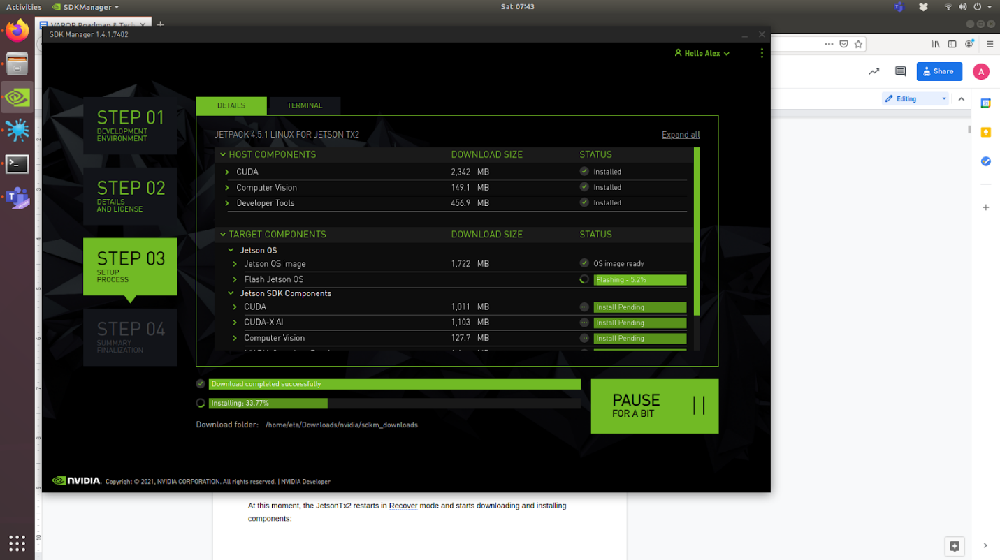 Activities SDKManager Sat 07:43
SDK Manager 1.4.1.7402
Hello Alex
Share
A
Editing
STEP 01
DEVELOPMENT
ENVIRONMENT
STEP 02
DETAILS
AND LICENSE
STEP 03
SETUP
PROCESS
STEP 04
SUMMARY
FINALIZATION
DETAILS TERMINAL
JETPACK 4.5.1 LINUX FOR JETSON TX2 Expand all
HOST COMPONENTS DOWNLOAD SIZE STATUS
CUDA 2,342 MB Installed
Computer Vision 149.1 MB Installed
Developer Tools 456.9 MB Installed
TARGET COMPONENTS DOWNLOAD SIZE STATUS
Jetson OS
Jetson OS image 1,722 MB OS image ready
Flash Jetson OS Flashing - 5.2%
Jetson SDK Components
CUDA 1,011 MB Install Pending
CUDA-X AI 1,103 MB Install Pending
Computer Vision 127.7 MB Install Pending
Download completed successfully
Installing: 33.77%
PAUSE
FOR A BIT
Download folder: /home/eta/Downloads/nvidia/sdkm_downloads
NVIDIA. Copyright © 2021, NVIDIA CORPORATION. All rights reserved. | NVIDIA Developer
At this moment, the JetsonTx2 restarts in Recover mode and starts downloading and installing
components: